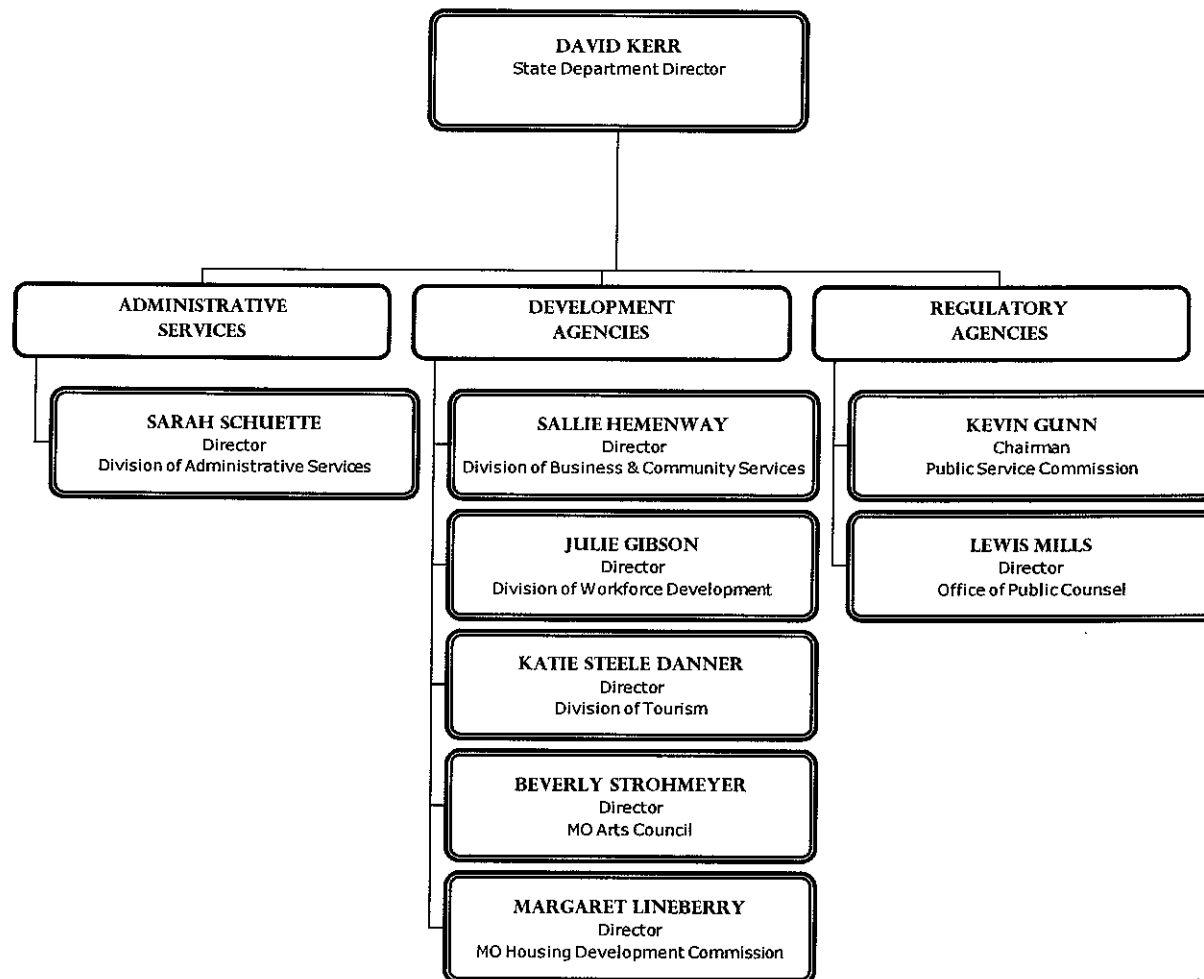 DAVID KERR
State Department Director
ADMINISTRATIVE
SERVICES
SARAH SCHUETTE
Director
Division of Administrative Services
DEVELOPMENT
AGENCIES
SALLIE HEMENWAY
Director
Division of Business & Community Services
JULIE GIBSON
Director
Division of Workforce Development
KATIE STEELE DANNER
Director
Division of Tourism
BEVERLY STROHMEYER
Director
MO Arts Council
MARGARET LINEBERRY
Director
MO Housing Development Commission
REGULATORY
AGENCIES
KEVIN GUNN
Chairman
Public Service Commission
LEWIS MILLS
Director
Office of Public Counsel